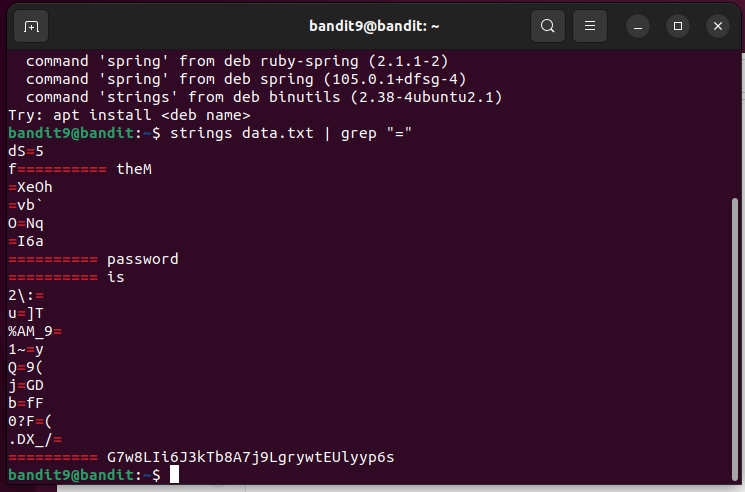 bandit9@bandit: ~
command 'spring' from deb ruby-spring (2.1.1-2)
command 'spring' from deb spring (105.0.1+dfsg-4)
command 'strings' from deb binutils (2.38-4ubuntu2.1)
Try: apt install <deb name>
bandit9@bandit:~$ strings data.txt | grep "="
dS=5
f========== theM
=XeOh
=vb`
O=Nq
=I6a
========== password
========== is
2\:=
u=]T
%AM_9=
1~=y
Q=9(
j=GD
b=fF
0?F=(
.DX_/=
========== G7w8LIi6J3kTb8A7j9LgrywtEUlyyp6s
bandit9@bandit:~$